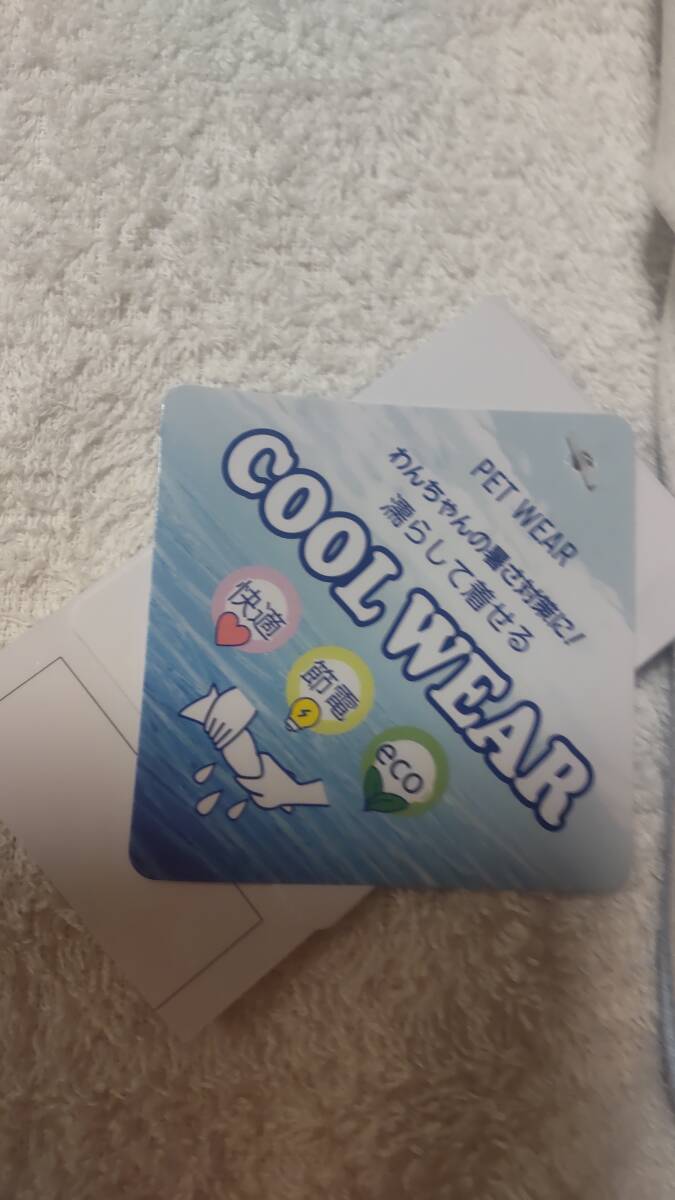 PET WEAR
わんちゃんの暑さ対策に!
濡らして着せる
COOL WEAR
快適
節電
eco